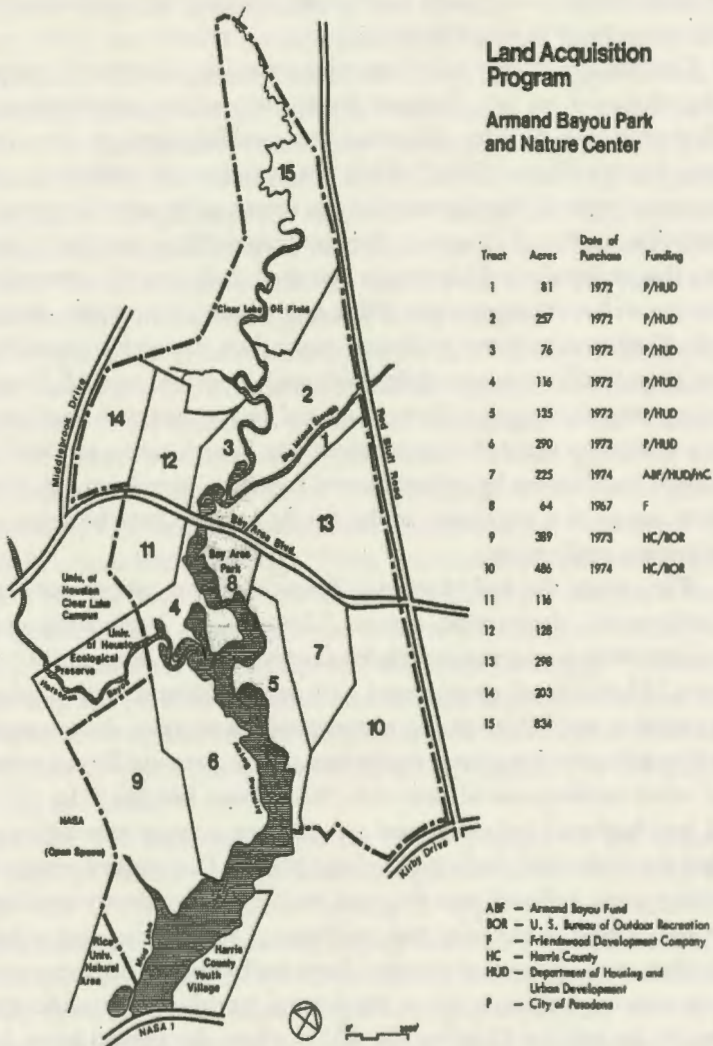 Land Acquisition
Program
Armand Bayou Park
and Nature Center
Tract Acres Date of Purchase Funding
1 81 1972 P/HUD
2 257 1972 P/HUD
3 76 1972 P/HUD
4 116 1972 P/HUD
5 135 1972 P/HUD
6 290 1972 P/HUD
7 225 1974 ABF/HUD/HC
8 64 1967 F
9 389 1973 HC/BOR
10 486 1974 HC/BOR
11 116
12 128
13 298
14 203
15 834
15
Clear Lake Oil Field
Middlebrook Drive
2
14
12
3
1
Red Bluff Road
Bay Area Blvd.
13
11
Bay Area
Park
8
Univ. of
Houston
Clear Lake
Campus
4
Univ.
of Houston
Ecological
Preserve
Bayou
7
5
10
6
9
NASA
(Open Space)
Kirby Drive
Mud Lake
Rice
Univ.
Natural
Area
Harris
County
Youth
Village
NASA 1
ABF – Armand Bayou Fund
BOR – U. S. Bureau of Outdoor Recreation
F – Friendswood Development Company
HC – Harris County
HUD – Department of Housing and
Urban Development
P – City of Pasadena